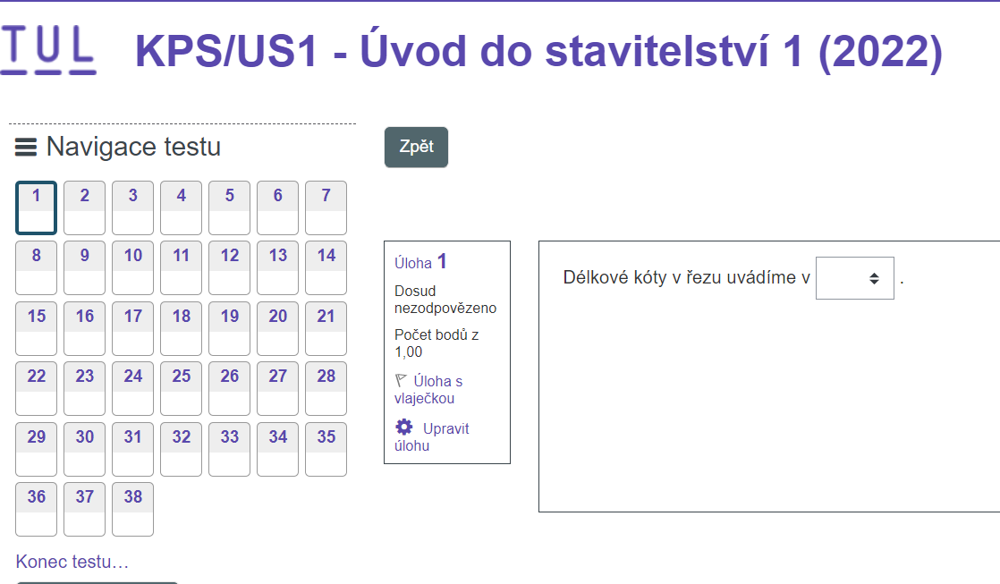 TUL
KPS/US1 - Úvod do stavitelství 1 (2022)
Navigace testu
Zpět
1 2 3 4 5 6 7
8 9 10 11 12 13 14
15 16 17 18 19 20 21
22 23 24 25 26 27 28
29 30 31 32 33 34 35
36 37 38
Konec testu…
Úloha 1
Dosud
nezodpovězeno
Počet bodů z
1,00
Úloha s
vlaječkou
Upravit
úlohu
Délkové kóty v řezu uvádíme v .